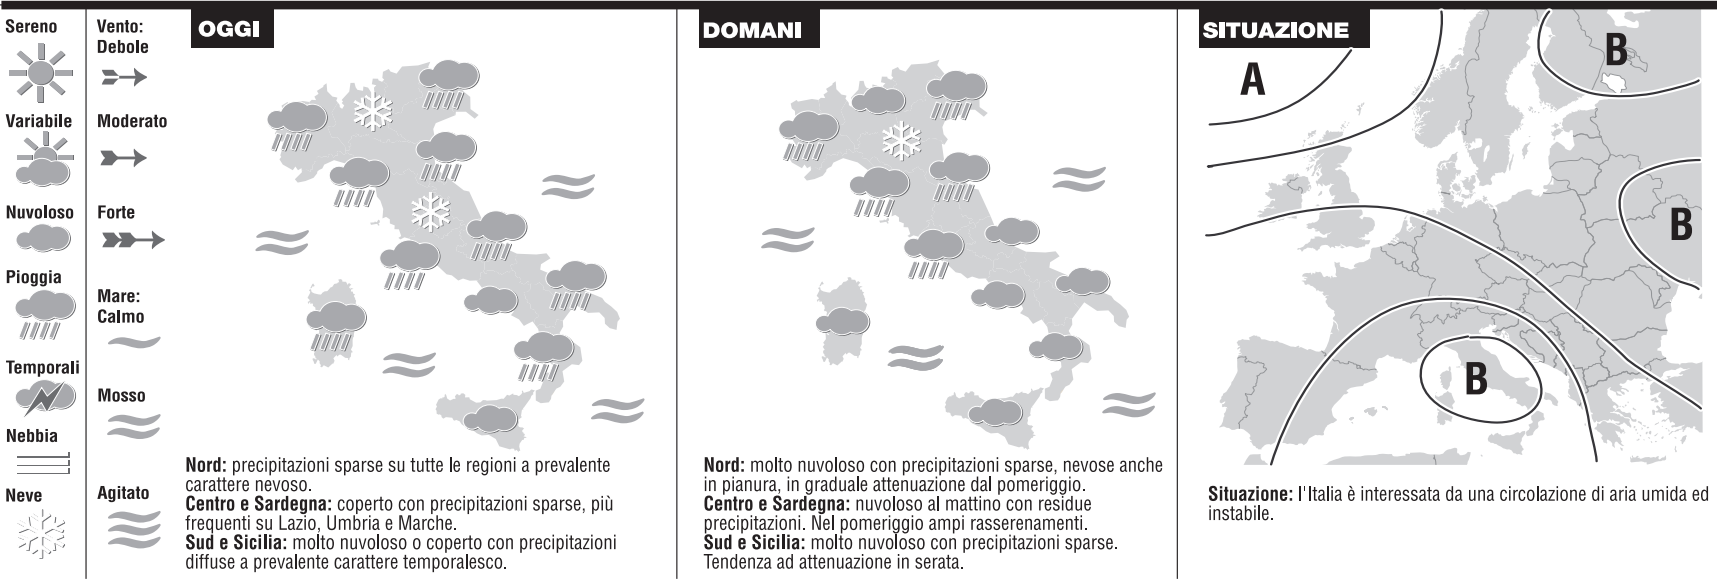 Sereno
Variabile
Nuvoloso
Pioggia
Temporali
Nebbia
Neve
Vento:
Debole
Moderato
Forte
Mare:
Calmo
Mosso
Agitato
OGGI
Nord: precipitazioni sparse su tutte le regioni a prevalente
carattere nevoso.
Centro e Sardegna: coperto con precipitazioni sparse, più
frequenti su Lazio, Umbria e Marche.
Sud e Sicilia: molto nuvoloso o coperto con precipitazioni
diffuse a prevalente carattere temporalesco.
DOMANI
Nord: molto nuvoloso con precipitazioni sparse, nevose anche
in pianura, in graduale attenuazione dal pomeriggio.
Centro e Sardegna: nuvoloso al mattino con residue
precipitazioni. Nel pomeriggio ampi rasserenamenti.
Sud e Sicilia: molto nuvoloso con precipitazioni sparse.
Tendenza ad attenuazione in serata.
SITUAZIONE
A
B
B
B
Situazione: l'Italia è interessata da una circolazione di aria umida ed
instabile.